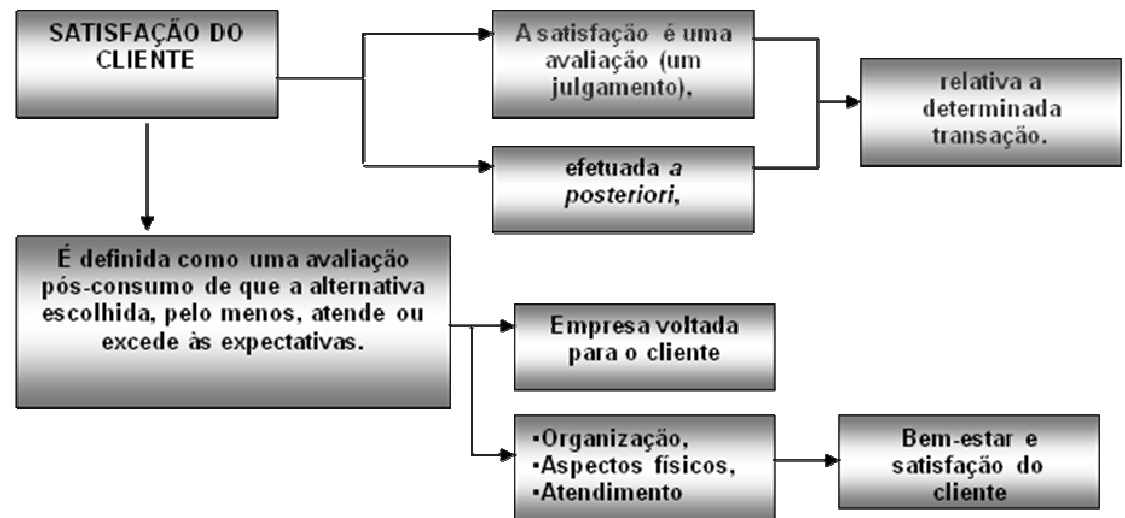 SATISFAÇÃO DO
CLIENTE
A satisfação é uma
avaliação (um
julgamento),
relativa a
determinada
transação.
efetuada a
posteriori,
É definida como uma avaliação
pós-consumo de que a alternativa
escolhida, pelo menos, atende ou
excede às expectativas.
Empresa voltada
para o cliente
▪Organização,
▪Aspectos físicos,
▪Atendimento
Bem-estar e
satisfação do
cliente